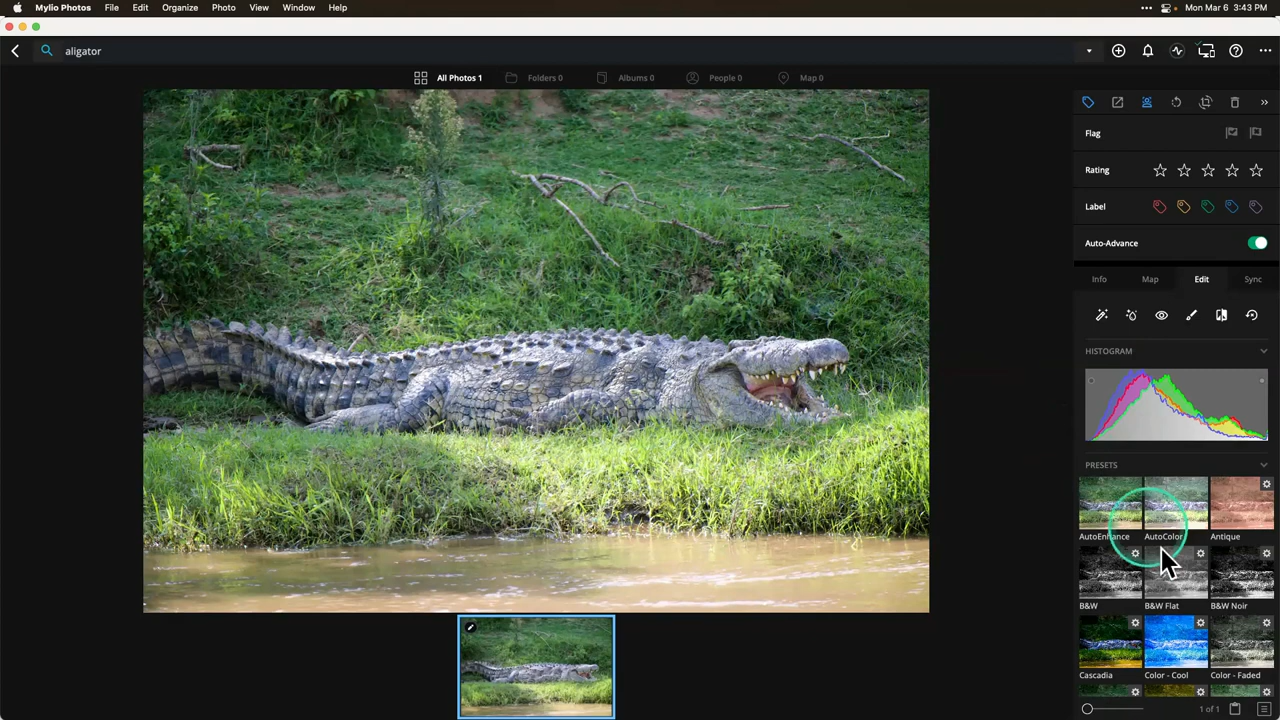 Mylio Photos File Edit Organize Photo View Window Help Mon Mar 6 3:43 PM
aligator
All Photos 1 Folders 0 Albums 0 People 0 Map 0
Flag
Rating
Label
Auto-Advance
Info Map Edit Sync
HISTOGRAM
PRESETS
AutoEnhance AutoColor Antique
B&W B&W Flat B&W Noir
Cascadia Color - Cool Color - Faded
1 of 1